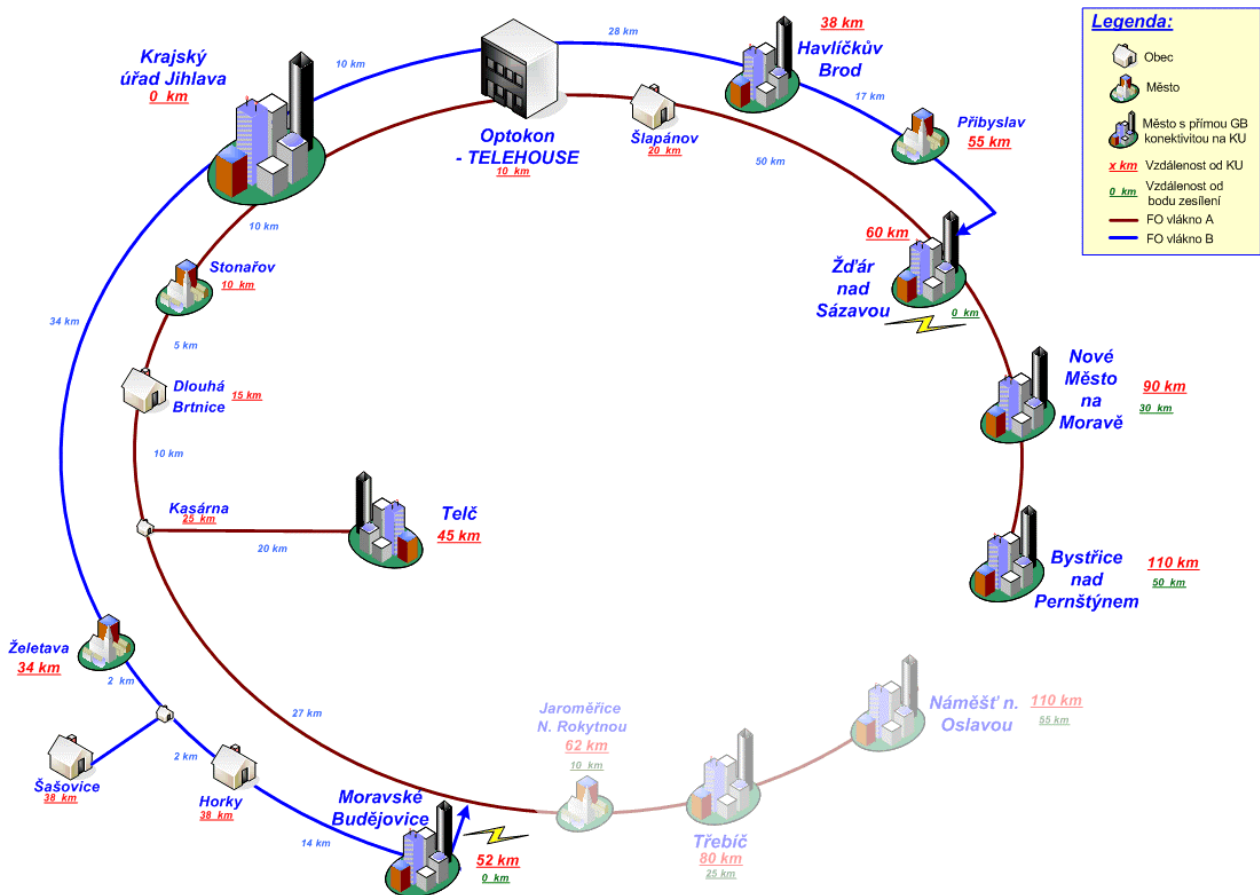 Krajský
úřad Jihlava
0 km
10 km
Optokon
- TELEHOUSE
10 km
28 km
38 km
Havlíčkův
Brod
17 km
Přibyslav
55 km
Šlapánov
20 km
50 km
60 km
Žďár
nad
Sázavou
0 km
Nové
Město
na
Moravě
90 km
30 km
Bystřice
nad
Pernštýnem
110 km
50 km
10 km
Stonařov
10 km
34 km
5 km
Dlouhá
Brtnice
15 km
10 km
Kasárna
25 km
20 km
Telč
45 km
Želetava
34 km
2 km
Šašovice
38 km
2 km
Horky
38 km
14 km
27 km
Moravské
Budějovice
52 km
0 km
Jaroměřice
N. Rokytnou
62 km
10 km
Třebíč
80 km
25 km
Náměšť n.
Oslavou
110 km
55 km
Legenda:
Obec
Město
Město s přímou GB
konektivitou na KU
x km Vzdálenost od KU
0 km Vzdálenost od
bodu zesílení
FO vlákno A
FO vlákno B